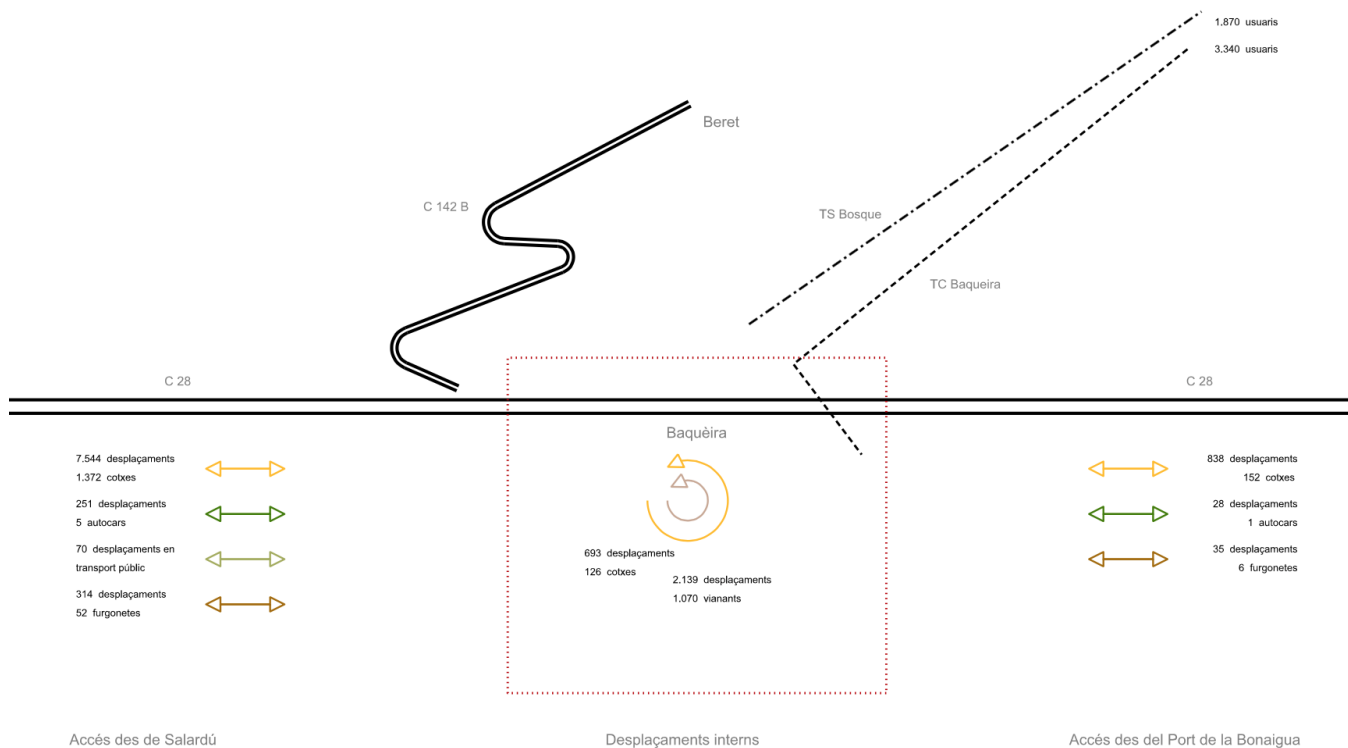 1.870 usuaris
3.340 usuaris
Beret
C 142 B
TS Bosque
TC Baqueira
C 28
C 28
Baquèira
7.544 desplaçaments
1.372 cotxes
251 desplaçaments
5 autocars
70 desplaçaments en
transport públic
314 desplaçaments
52 furgonetes
693 desplaçaments
126 cotxes
2.139 desplaçaments
1.070 vianants
838 desplaçaments
152 cotxes
28 desplaçaments
1 autocars
35 desplaçaments
6 furgonetes
Accés des de Salardú
Desplaçaments interns
Accés des del Port de la Bonaigua